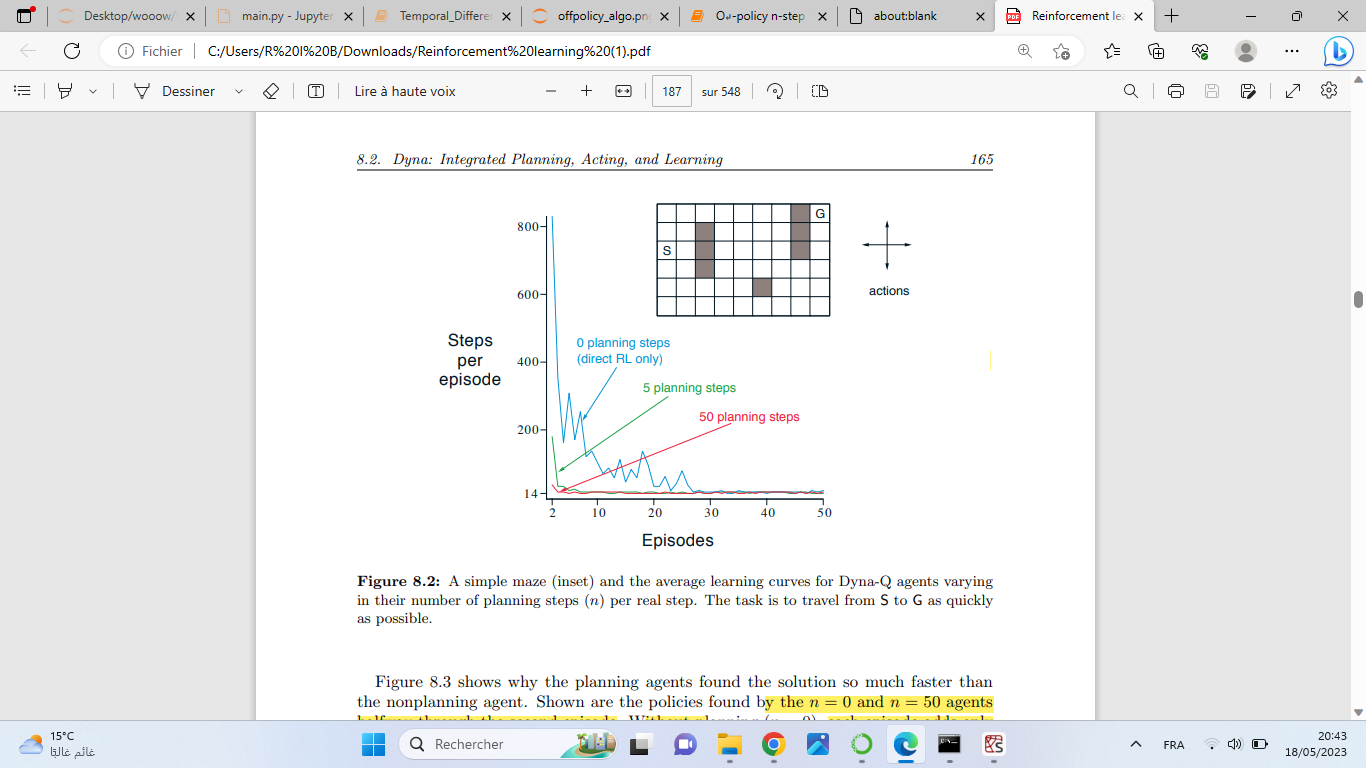 Desktop/wooow/
main.py - Jupyter
Temporal_Differe
offpolicy_algo.pn
Off-policy n-step
about:blank
Reinforcement le
Fichier
C:/Users/R%20I%20B/Downloads/Reinforcement%20learning%20(1).pdf
Dessiner
Lire à haute voix
187
sur 548
8.2. Dyna: Integrated Planning, Acting, and Learning
165
800
600
400
200
14
Steps
per
episode
G
S
actions
0 planning steps
(direct RL only)
5 planning steps
50 planning steps
2
10
20
30
40
50
Episodes
Figure 8.2: A simple maze (inset) and the average learning curves for Dyna-Q agents varying
in their number of planning steps (n) per real step. The task is to travel from S to G as quickly
as possible.
Figure 8.3 shows why the planning agents found the solution so much faster than
the nonplanning agent. Shown are the policies found by the n = 0 and n = 50 agents
15°C
غائم غالبًا
Rechercher
FRA
20:43
18/05/2023